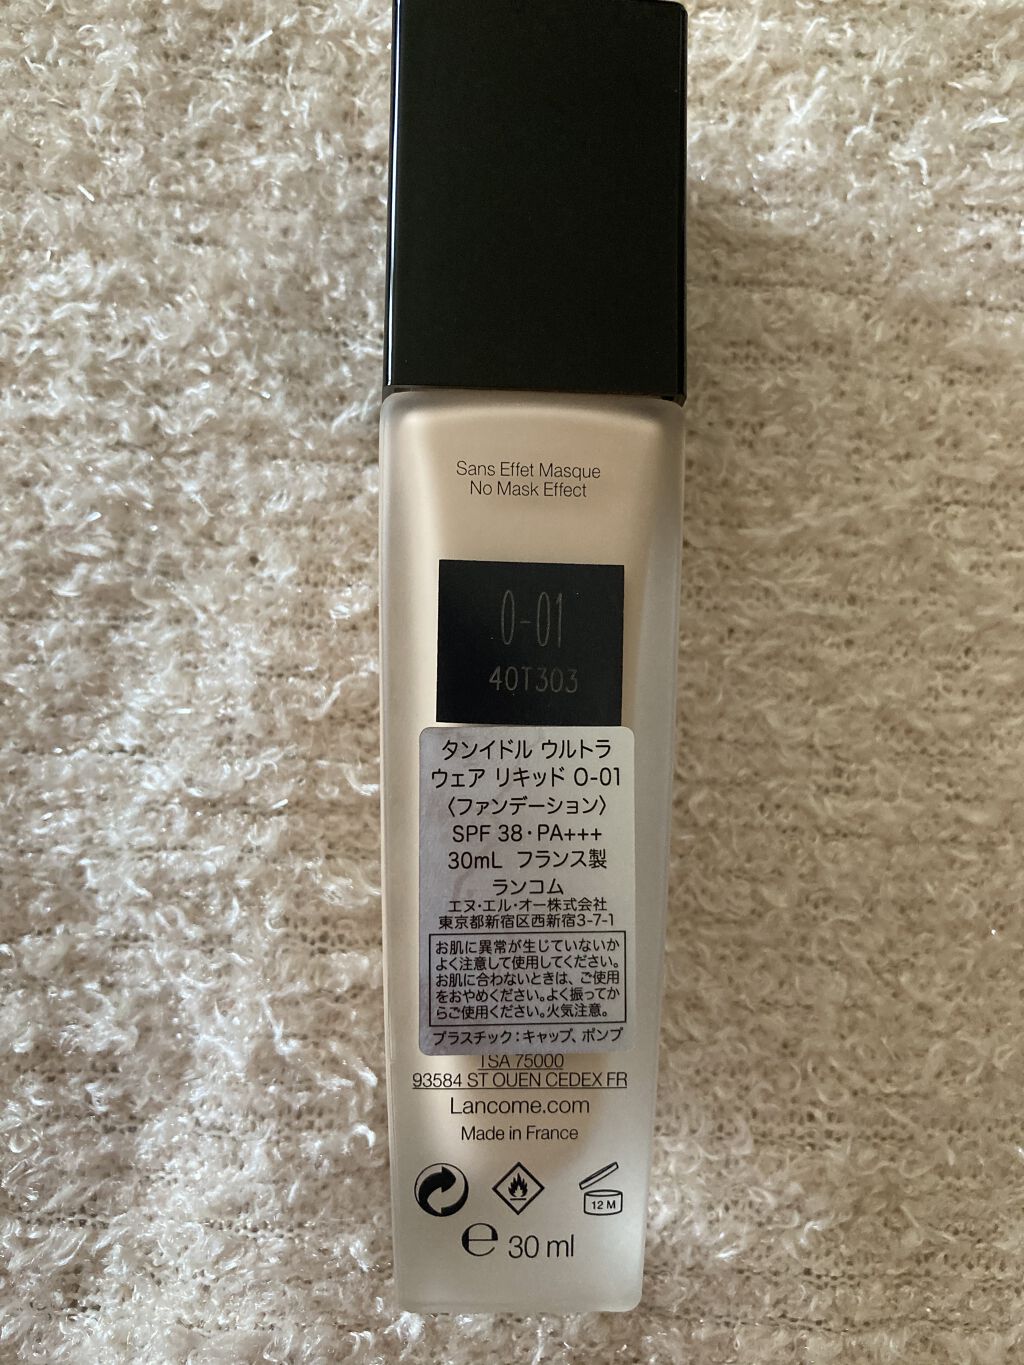 Sans Effet Masque
No Mask Effect
O-01
40T303
タンイドル ウルトラ
ウェア リキッド O-01
〈ファンデーション〉
SPF 38・PA+++
30mL フランス製
ランコム
エヌ・エル・オー株式会社
東京都新宿区西新宿3-7-1
お肌に異常が生じていないか
よく注意して使用してください。
お肌に合わないときは、ご使用
をおやめください。よく振ってか
らご使用ください。火気注意。
プラスチック：キャップ、ポンプ
TSA 75000
93584 ST OUEN CEDEX FR
Lancome.com
Made in France
12 M
℮ 30 ml